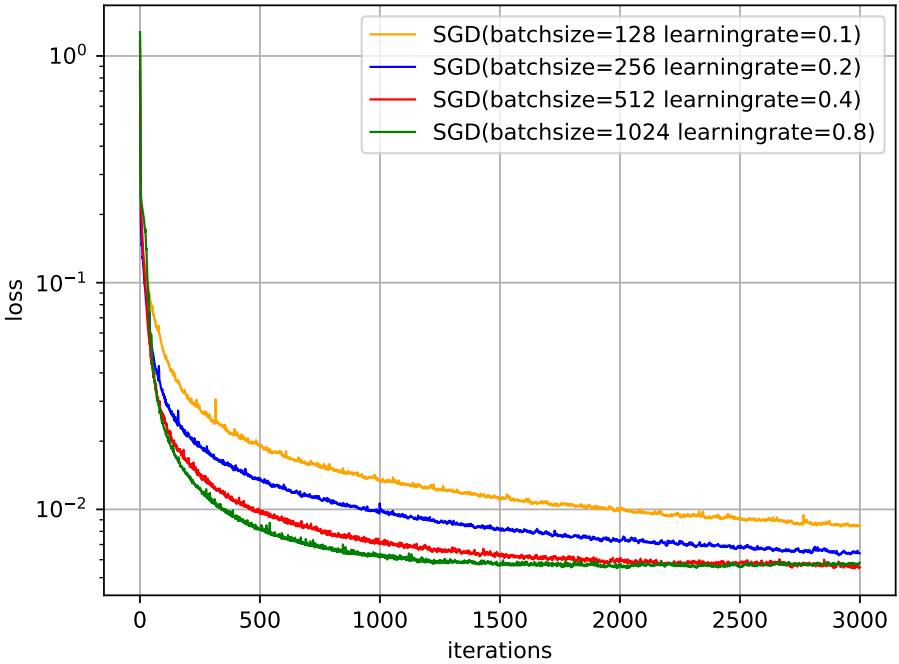 SGD(batchsize=128 learningrate=0.1)
SGD(batchsize=256 learningrate=0.2)
SGD(batchsize=512 learningrate=0.4)
SGD(batchsize=1024 learningrate=0.8)
10⁰
10⁻¹
10⁻²
loss
0 500 1000 1500 2000 2500 3000
iterations